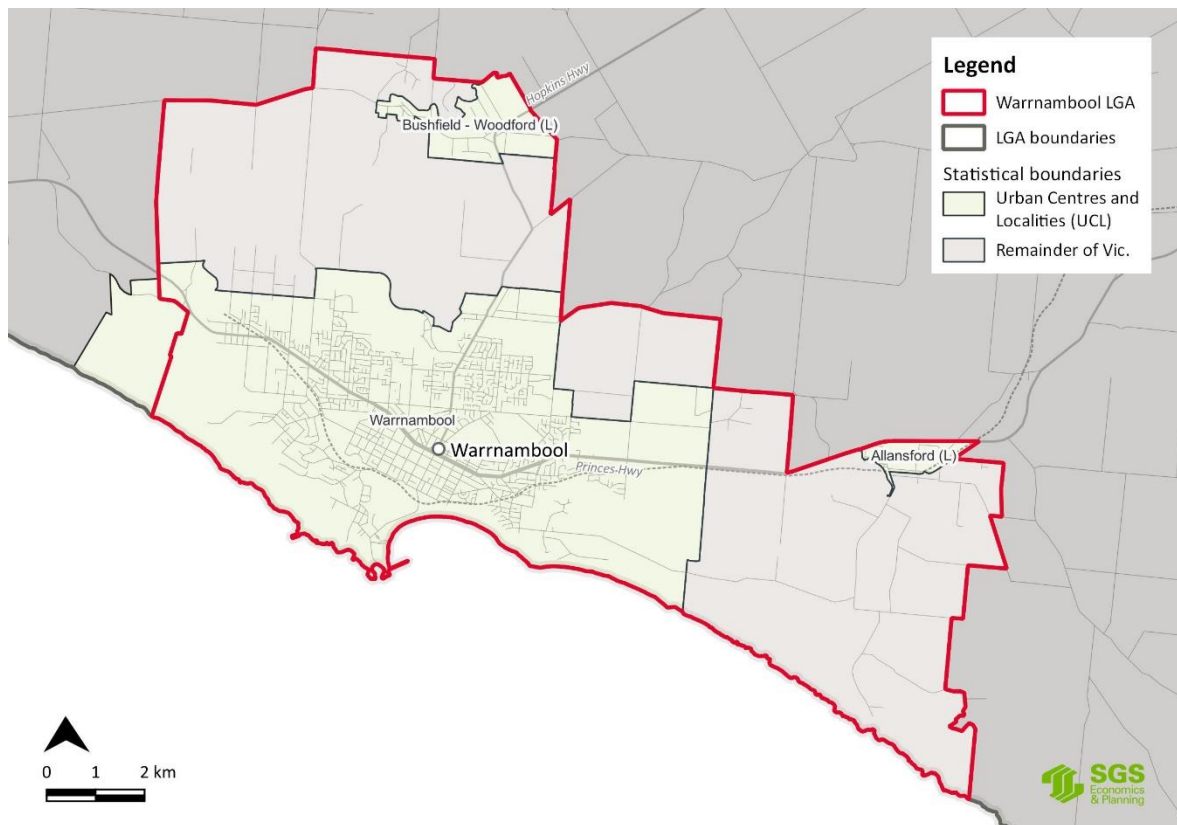 Hopkins Hwy
Bushfield - Woodford (L)
Warrnambool
Warrnambool
Princes-Hwy
Allansford (L)
Legend
Warrnambool LGA
LGA boundaries
Statistical boundaries
Urban Centres and
Localities (UCL)
Remainder of Vic.
0 1 2 km
SGS
Economics
& Planning